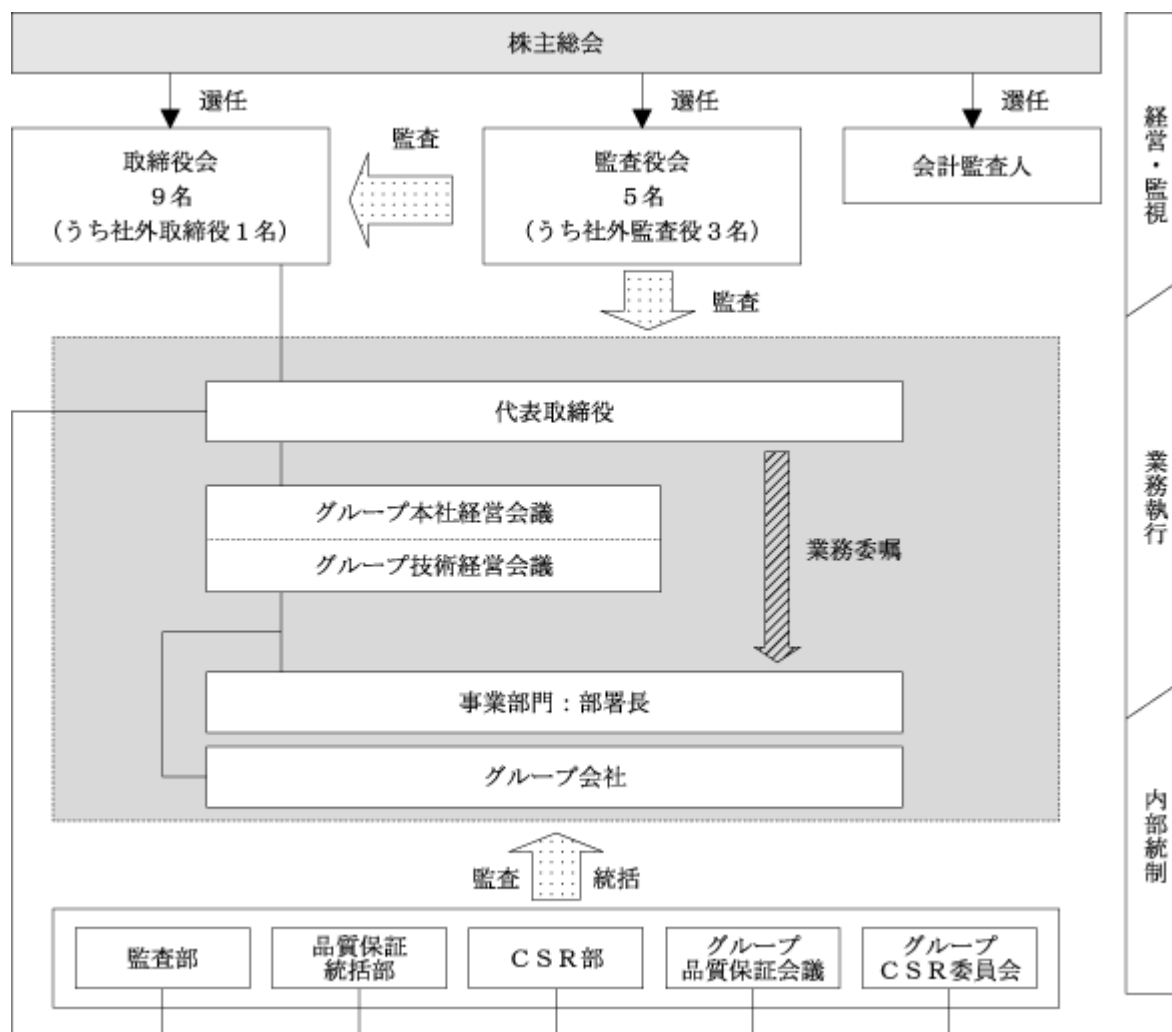 株主総会
選任
選任
選任
取締役会
9名
(うち社外取締役1名)
監査
監査役会
5名
(うち社外監査役3名)
会計監査人
監査
代表取締役
グループ本社経営会議
グループ技術経営会議
業務委嘱
事業部門：部署長
グループ会社
監査
統括
監査部
品質保証
統括部
CSR部
グループ
品質保証会議
グループ
CSR委員会
経営・監視
業務執行
内部統制